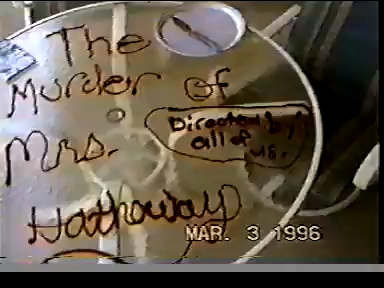 The
Murder of
Mrs.
Hathaway
Directed by
all of
us.
MAR. 3 1996